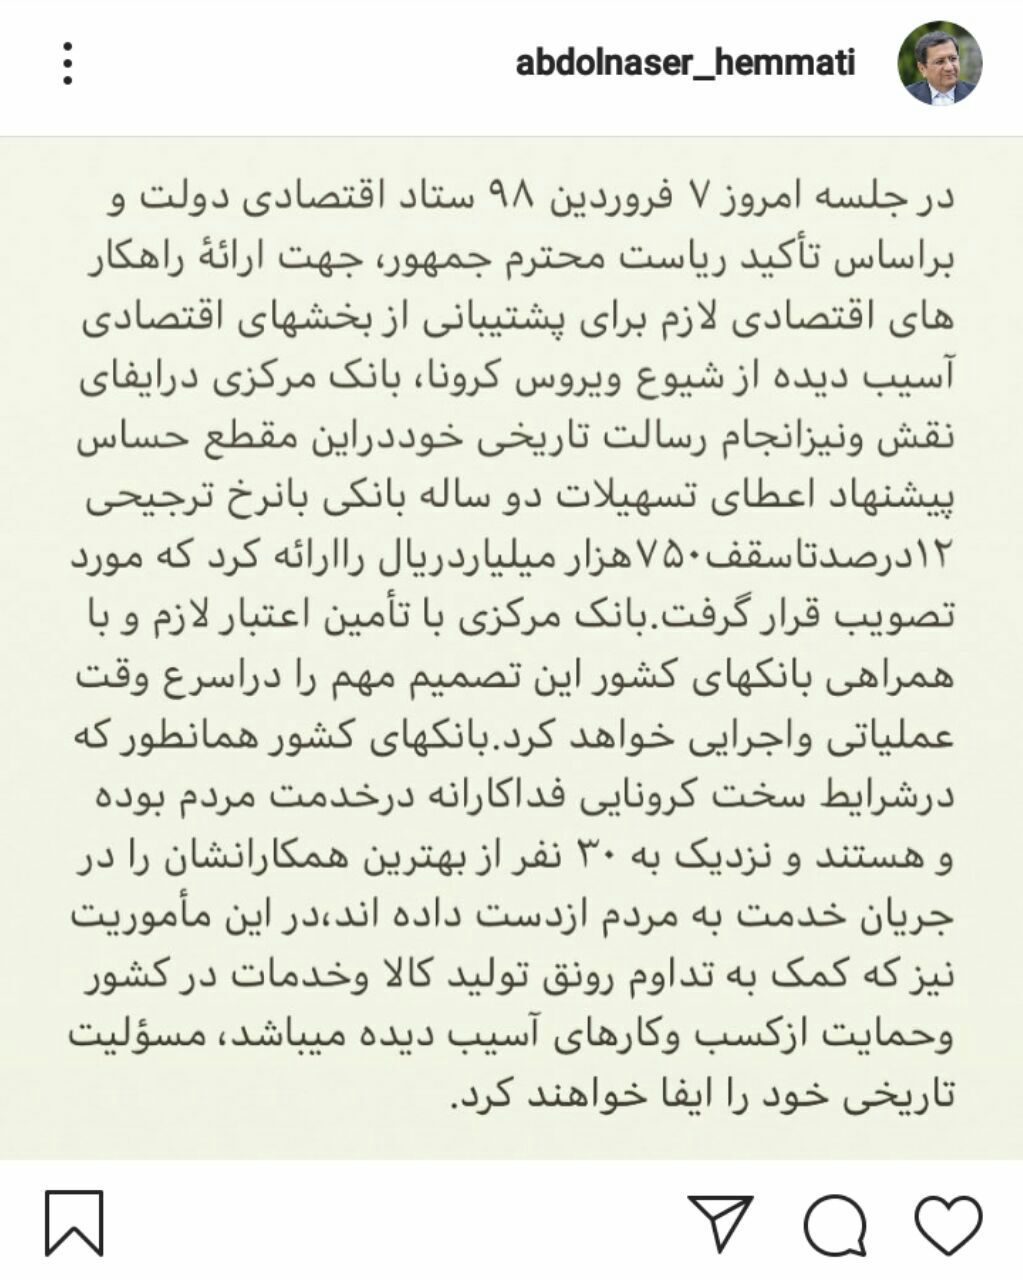 abdolnaser_hemmati
در جلسه امروز ۷ فروردین ۹۸ ستاد اقتصادی دولت و
براساس تأکید ریاست محترم جمهور، جهت ارائهٔ راهکار
های اقتصادی لازم برای پشتیبانی از بخشهای اقتصادی
آسیب دیده از شیوع ویروس کرونا، بانک مرکزی درایفای
نقش ونیزانجام رسالت تاریخی خوددراین مقطع حساس
پیشنهاد اعطای تسهیلات دو ساله بانکی بانرخ ترجیحی
۱۲درصدتاسقف۷۵۰هزار میلیاردریال راارائه کرد که مورد
تصویب قرار گرفت.بانک مرکزی با تأمین اعتبار لازم و با
همراهی بانکهای کشور این تصمیم مهم را دراسرع وقت
عملیاتی واجرایی خواهد کرد.بانکهای کشور همانطور که
درشرایط سخت کرونایی فداکارانه درخدمت مردم بوده
و هستند و نزدیک به ۳۰ نفر از بهترین همکارانشان را در
جریان خدمت به مردم ازدست داده اند،در این مأموریت
نیز که کمک به تداوم رونق تولید کالا وخدمات در کشور
وحمایت ازکسب وکارهای آسیب دیده میباشد، مسؤلیت
تاریخی خود را ایفا خواهند کرد.